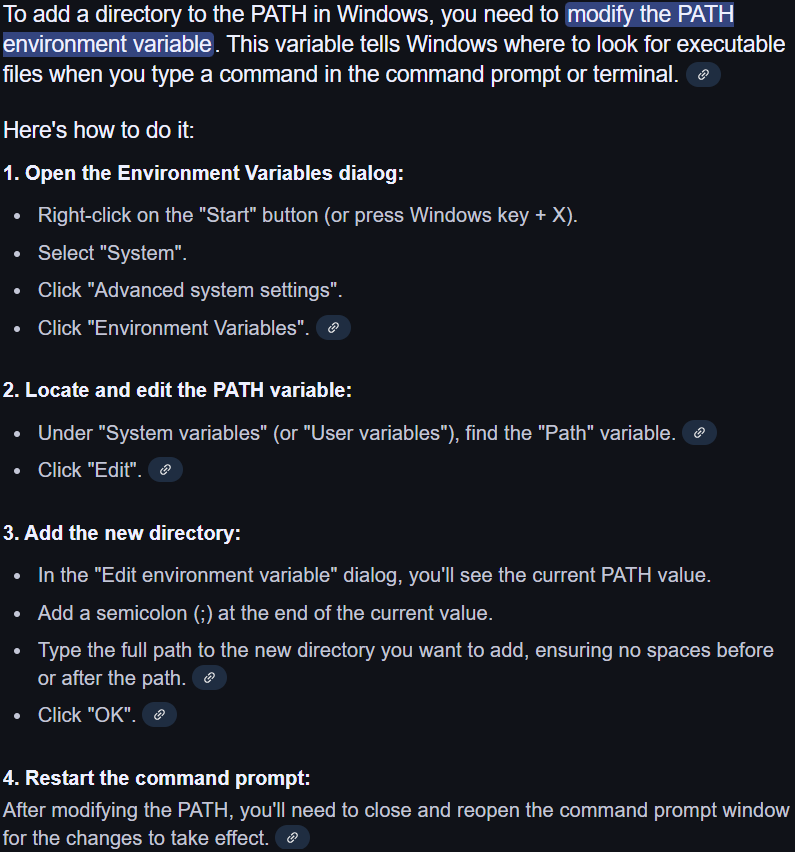 To add a directory to the PATH in Windows, you need to modify the PATH
environment variable. This variable tells Windows where to look for executable
files when you type a command in the command prompt or terminal.
Here's how to do it:
1. Open the Environment Variables dialog:
• Right-click on the "Start" button (or press Windows key + X).
• Select "System".
• Click "Advanced system settings".
• Click "Environment Variables".
2. Locate and edit the PATH variable:
• Under "System variables" (or "User variables"), find the "Path" variable.
• Click "Edit".
3. Add the new directory:
• In the "Edit environment variable" dialog, you'll see the current PATH value.
• Add a semicolon (;) at the end of the current value.
• Type the full path to the new directory you want to add, ensuring no spaces before
or after the path.
• Click "OK".
4. Restart the command prompt:
After modifying the PATH, you'll need to close and reopen the command prompt window
for the changes to take effect.